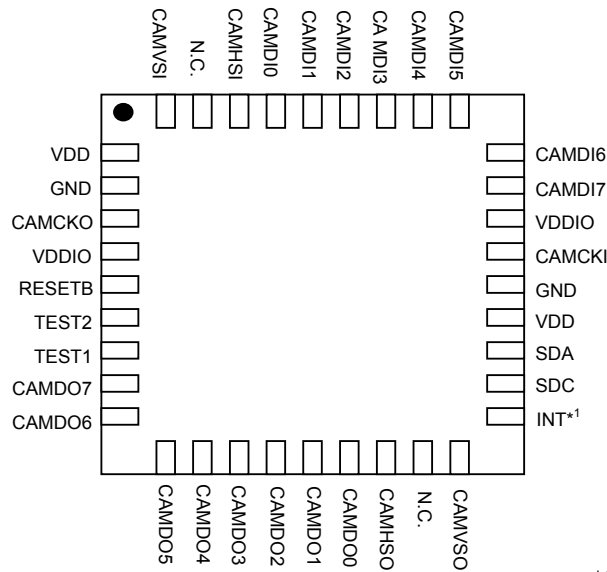 CAMVSI
N.C.
CAMHSI
CAMDI0
CAMDI1
CAMDI2
CA MDI3
CAMDI4
CAMDI5
VDD
GND
CAMCKO
VDDIO
RESETB
TEST2
TEST1
CAMDO7
CAMDO6
CAMDI6
CAMDI7
VDDIO
CAMCKI
GND
VDD
SDA
SDC
INT*1
CAMDO5
CAMDO4
CAMDO3
CAMDO2
CAMDO1
CAMDO0
CAMHSO
N.C.
CAMVSO